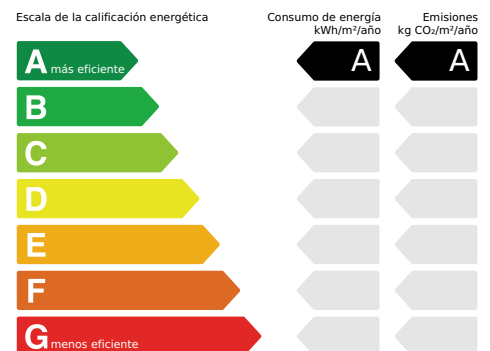 Escala de la calificación energética
Consumo de energía
kWh/m²/año
Emisiones
kg CO₂/m²/año
A más eficiente
A
A
B
C
D
E
F
G menos eficiente